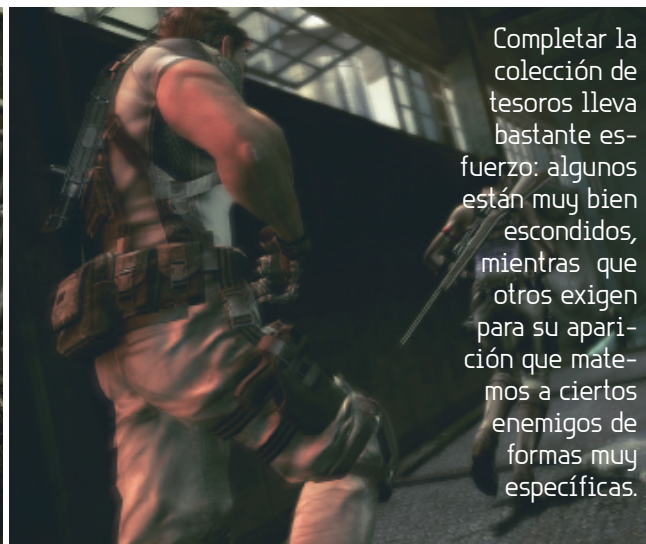 Completar la
colección de
tesoros lleva
bastante es-
fuerzo: algunos
están muy bien
escondidos,
mientras que
otros exigen
para su apari-
ción que mate-
mos a ciertos
enemigos de
formas muy
específicas.